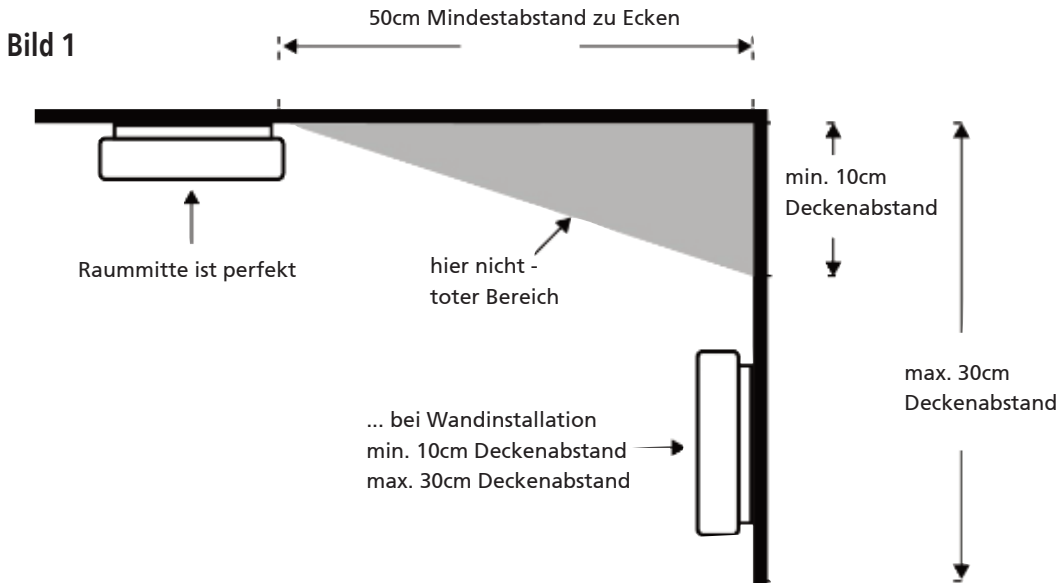 50cm Mindestabstand zu Ecken
Bild 1
min. 10cm
Deckenabstand
Raummitte ist perfekt
hier nicht -
toter Bereich
max. 30cm
Deckenabstand
... bei Wandinstallation
min. 10cm Deckenabstand
max. 30cm Deckenabstand